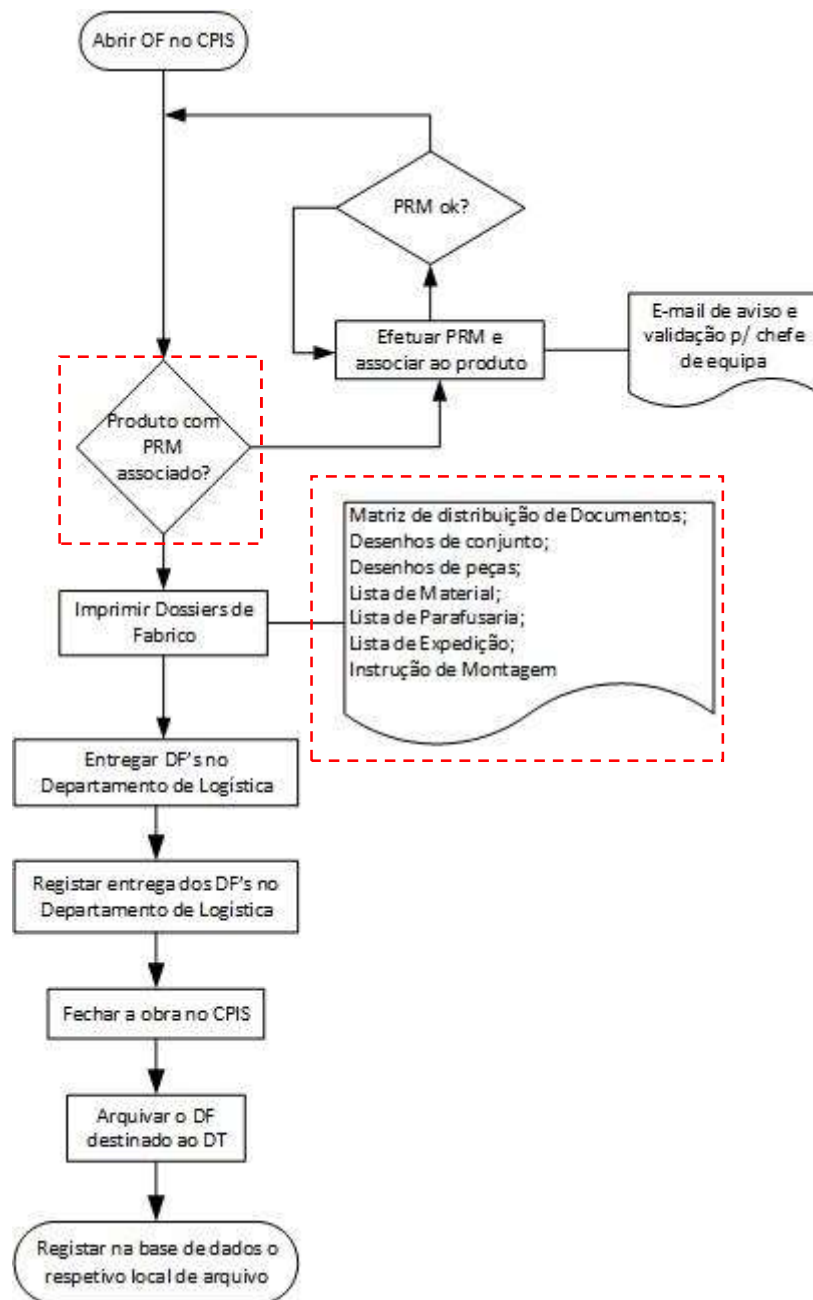 Abrir OF no CPIS
PRM ok?
Efetuar PRM e
associar ao produto
E-mail de aviso e
validação p/ chefe
de equipa
Produto com
PRM
associado?
Matriz de distribuição de Documentos;
Desenhos de conjunto;
Desenhos de peças;
Lista de Material;
Lista de Parafusaria;
Lista de Expedição;
Instrução de Montagem
Imprimir Dossiers de
Fabrico
Entregar DF's no
Departamento de Logística
Registar entrega dos DF's no
Departamento de Logística
Fechar a obra no CPIS
Arquivar o DF
destinado ao DT
Registar na base de dados o
respetivo local de arquivo